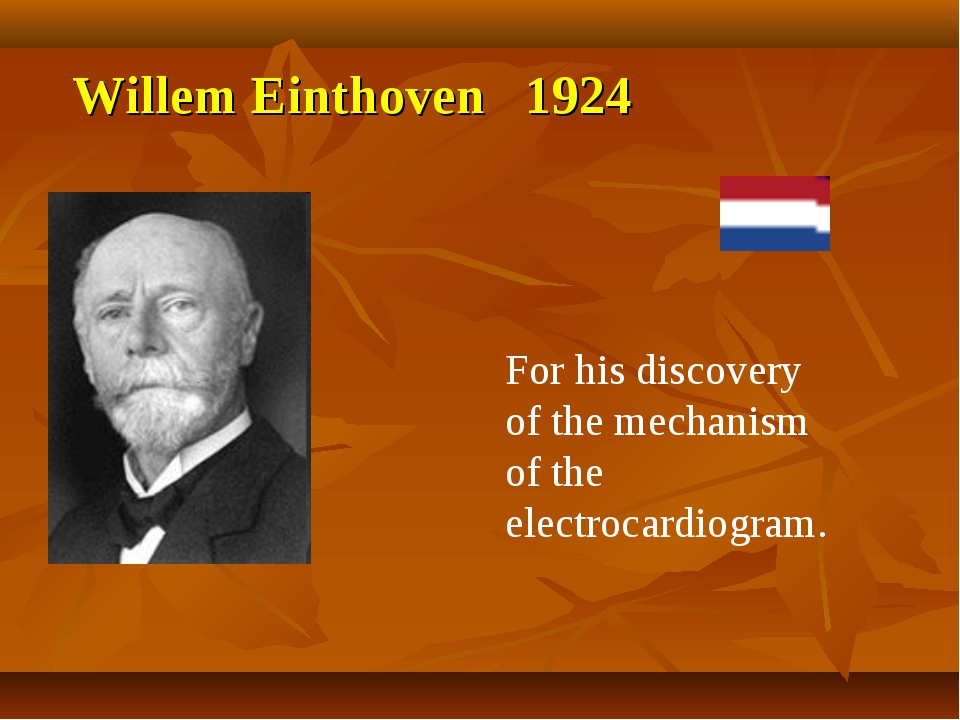 Willem Einthoven 1924
For his discovery
of the mechanism
of the
electrocardiogram.